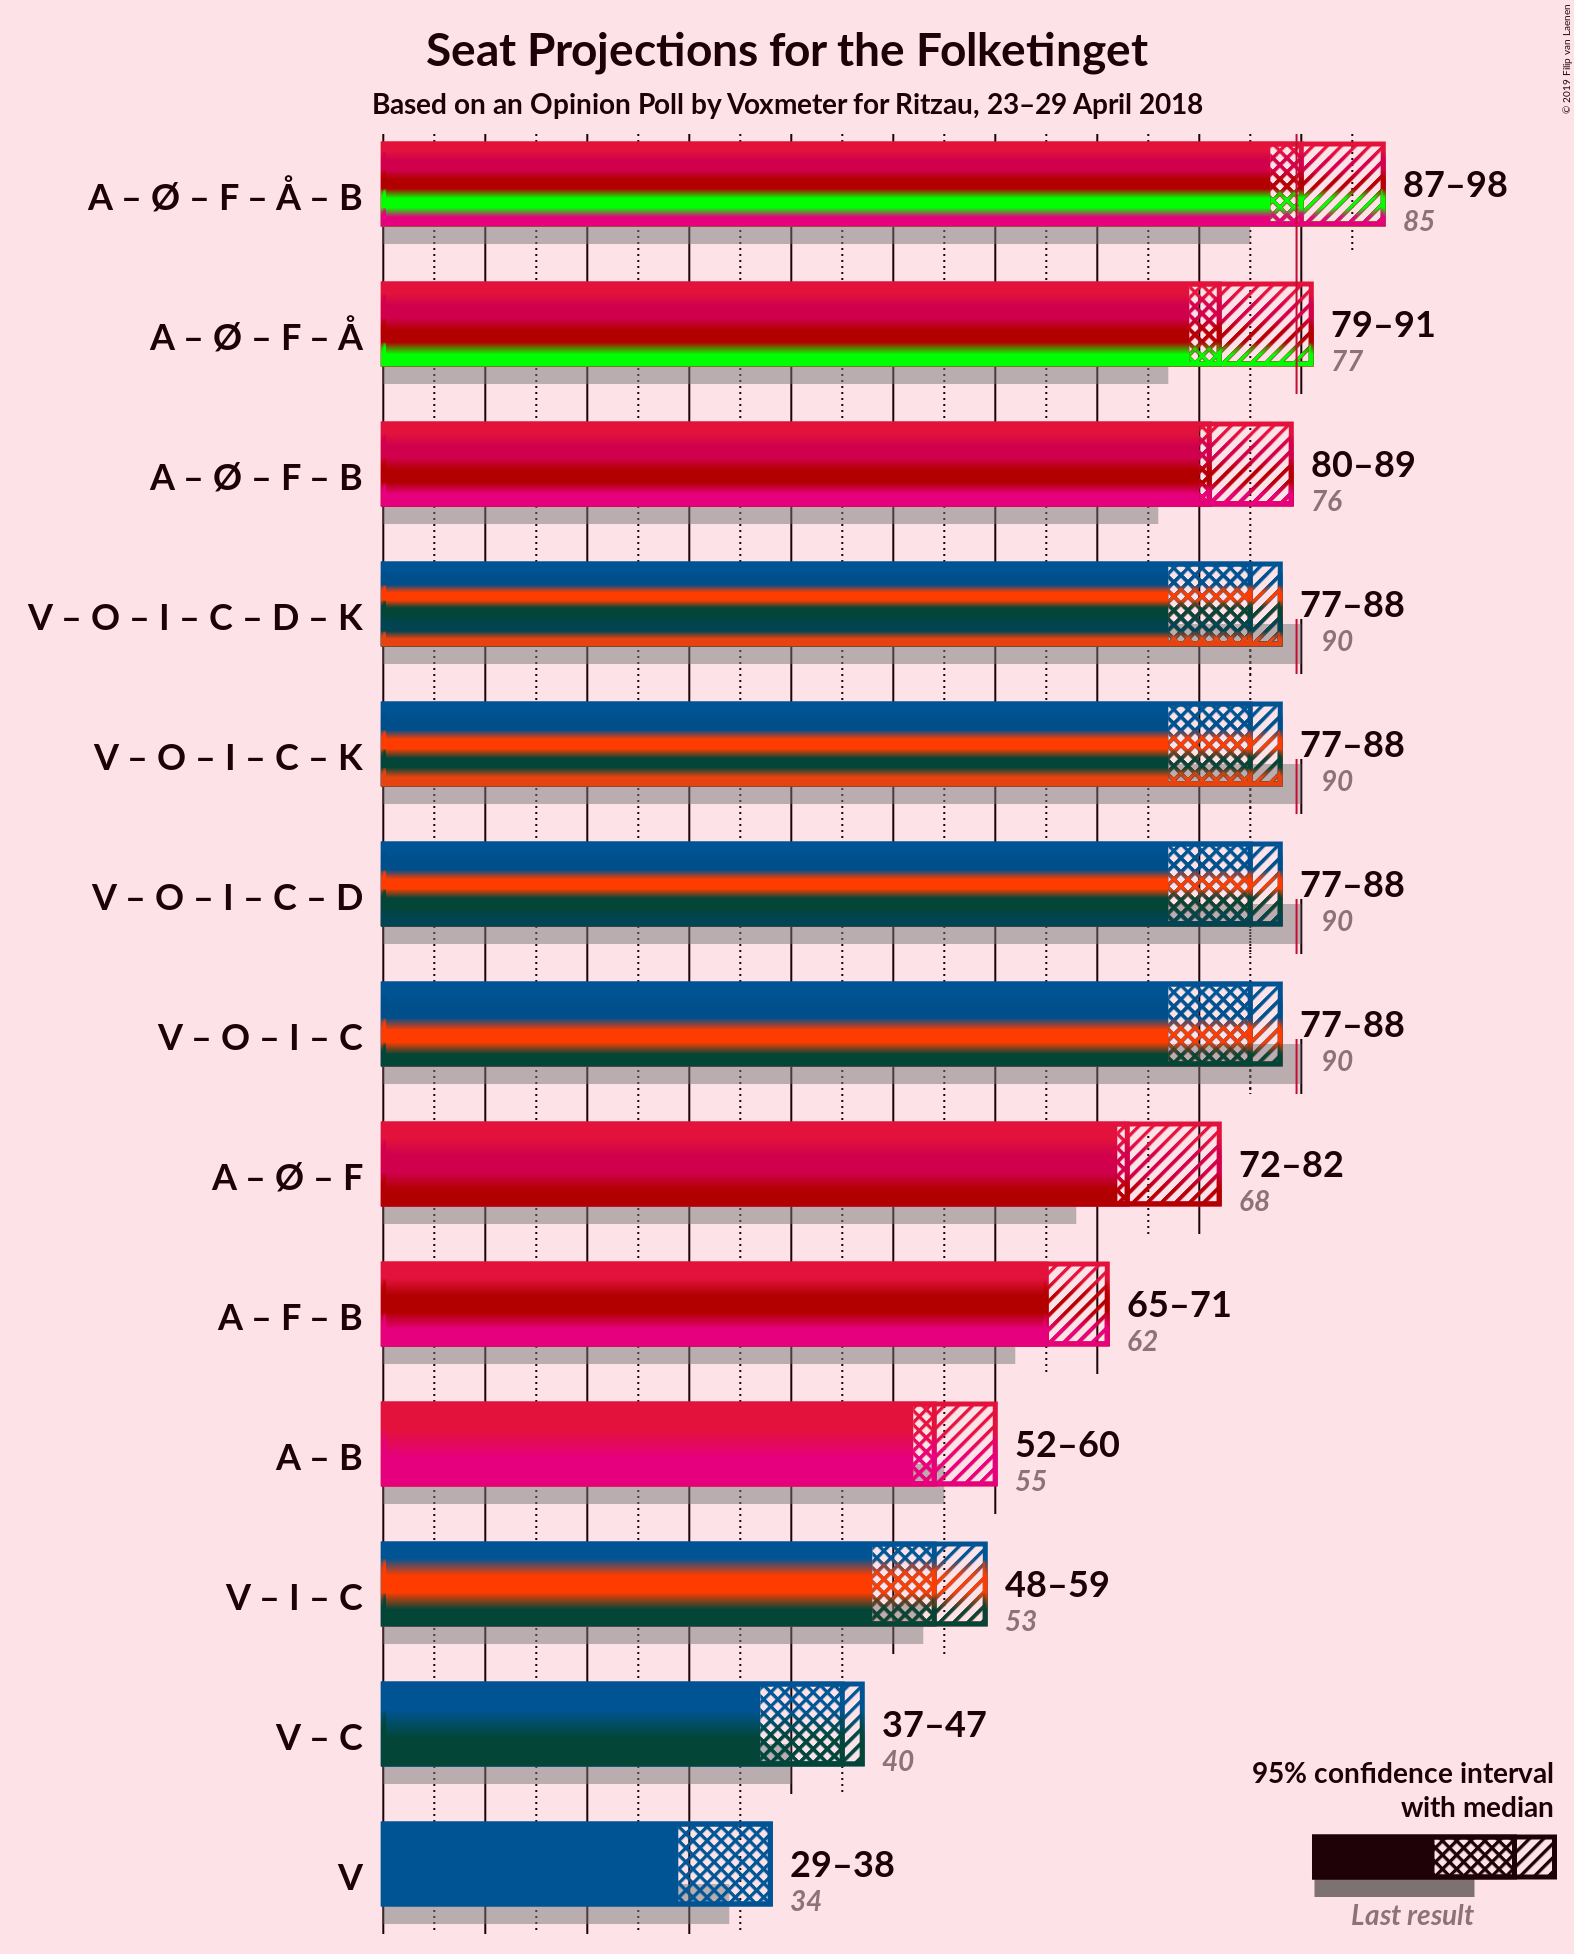 Seat Projections for the Folketinget
Based on an Opinion Poll by Voxmeter for Ritzau, 23–29 April 2018
© 2019 Filip van Laenen
A – Ø – F – Å – B
87–98
85
A – Ø – F – Å
79–91
77
A – Ø – F – B
80–89
76
V – O – I – C – D – K
77–88
90
V – O – I – C – K
77–88
90
V – O – I – C – D
77–88
90
V – O – I – C
77–88
90
A – Ø – F
72–82
68
A – F – B
65–71
62
A – B
52–60
55
V – I – C
48–59
53
V – C
37–47
40
V
29–38
34
95% confidence interval
with median
Last result